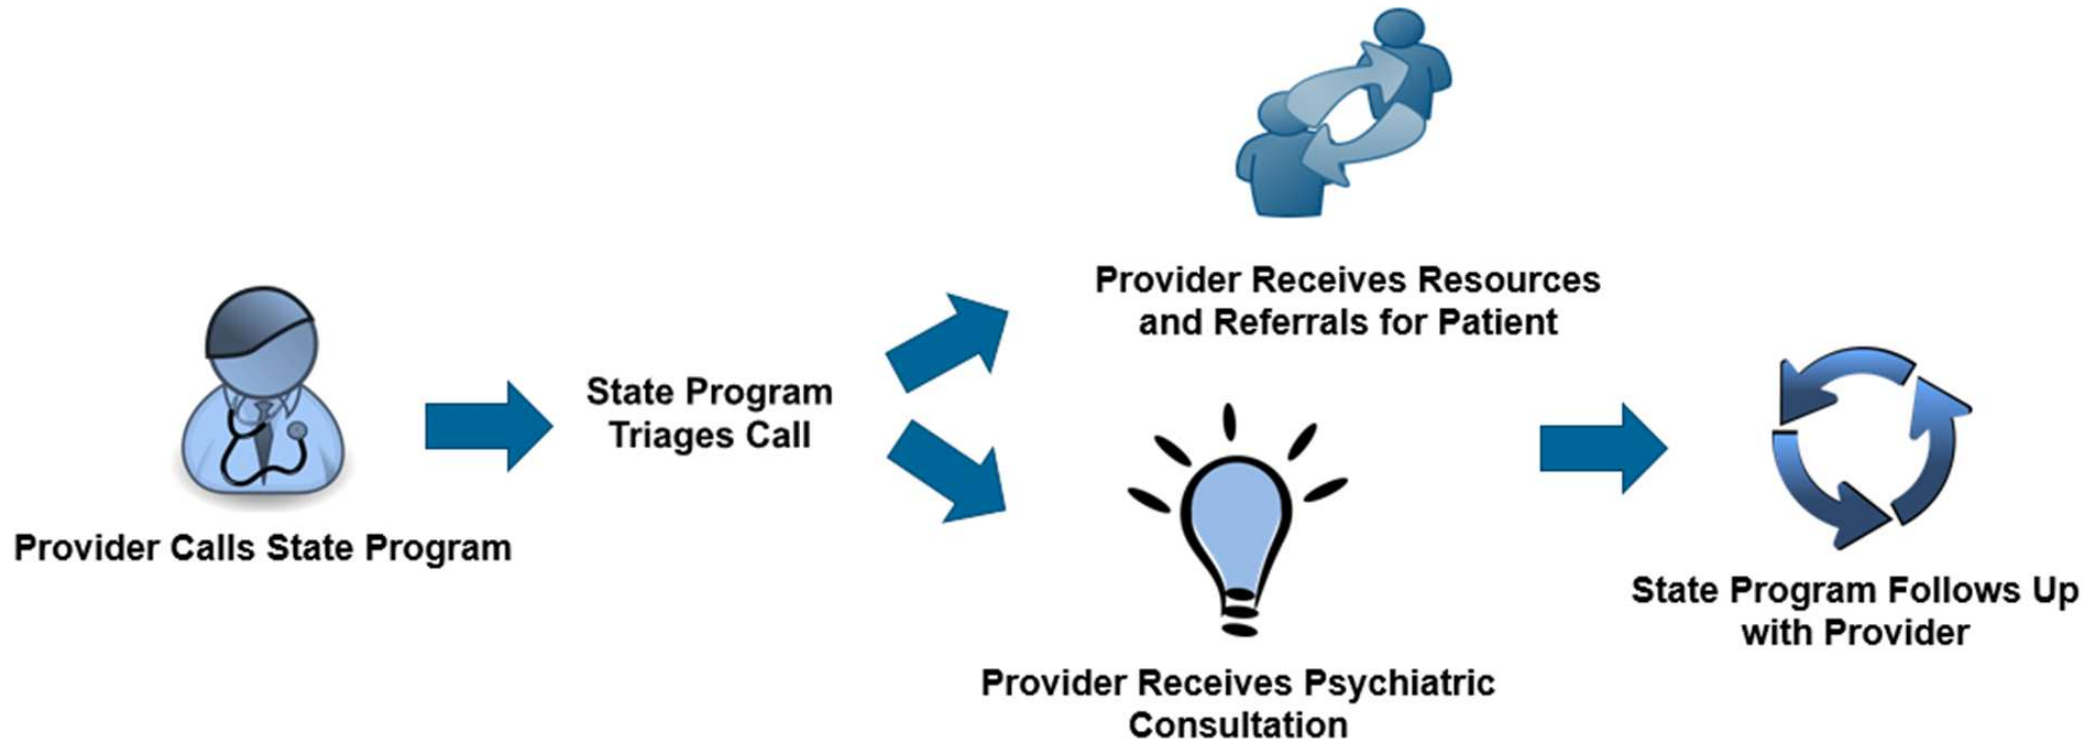 Provider Calls State Program
State Program
Triages Call
Provider Receives Resources
and Referrals for Patient
Provider Receives Psychiatric
Consultation
State Program Follows Up
with Provider